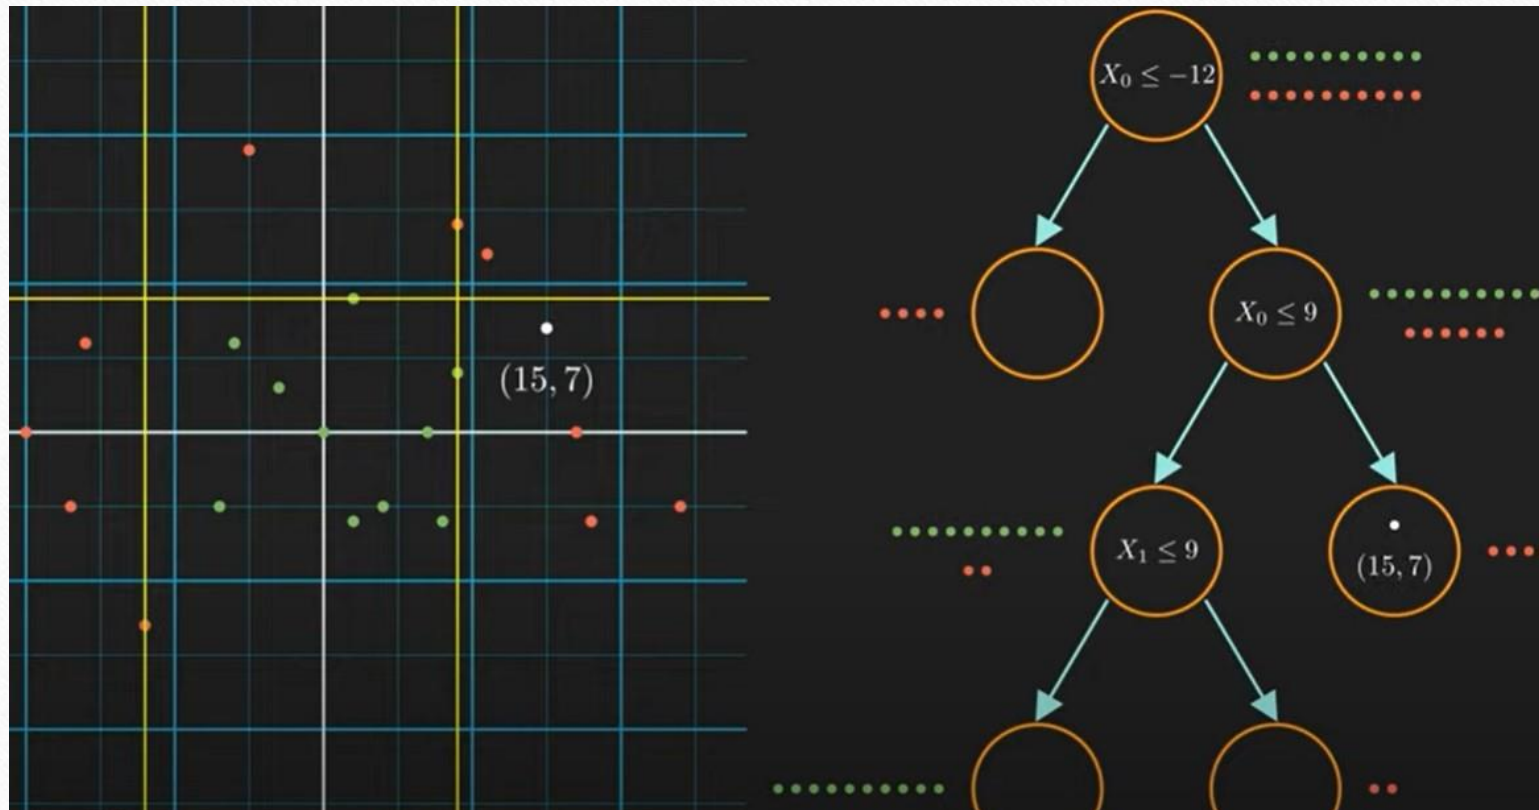 X₀ ≤ −12
X₀ ≤ 9
(15, 7)
X₁ ≤ 9
(15, 7)